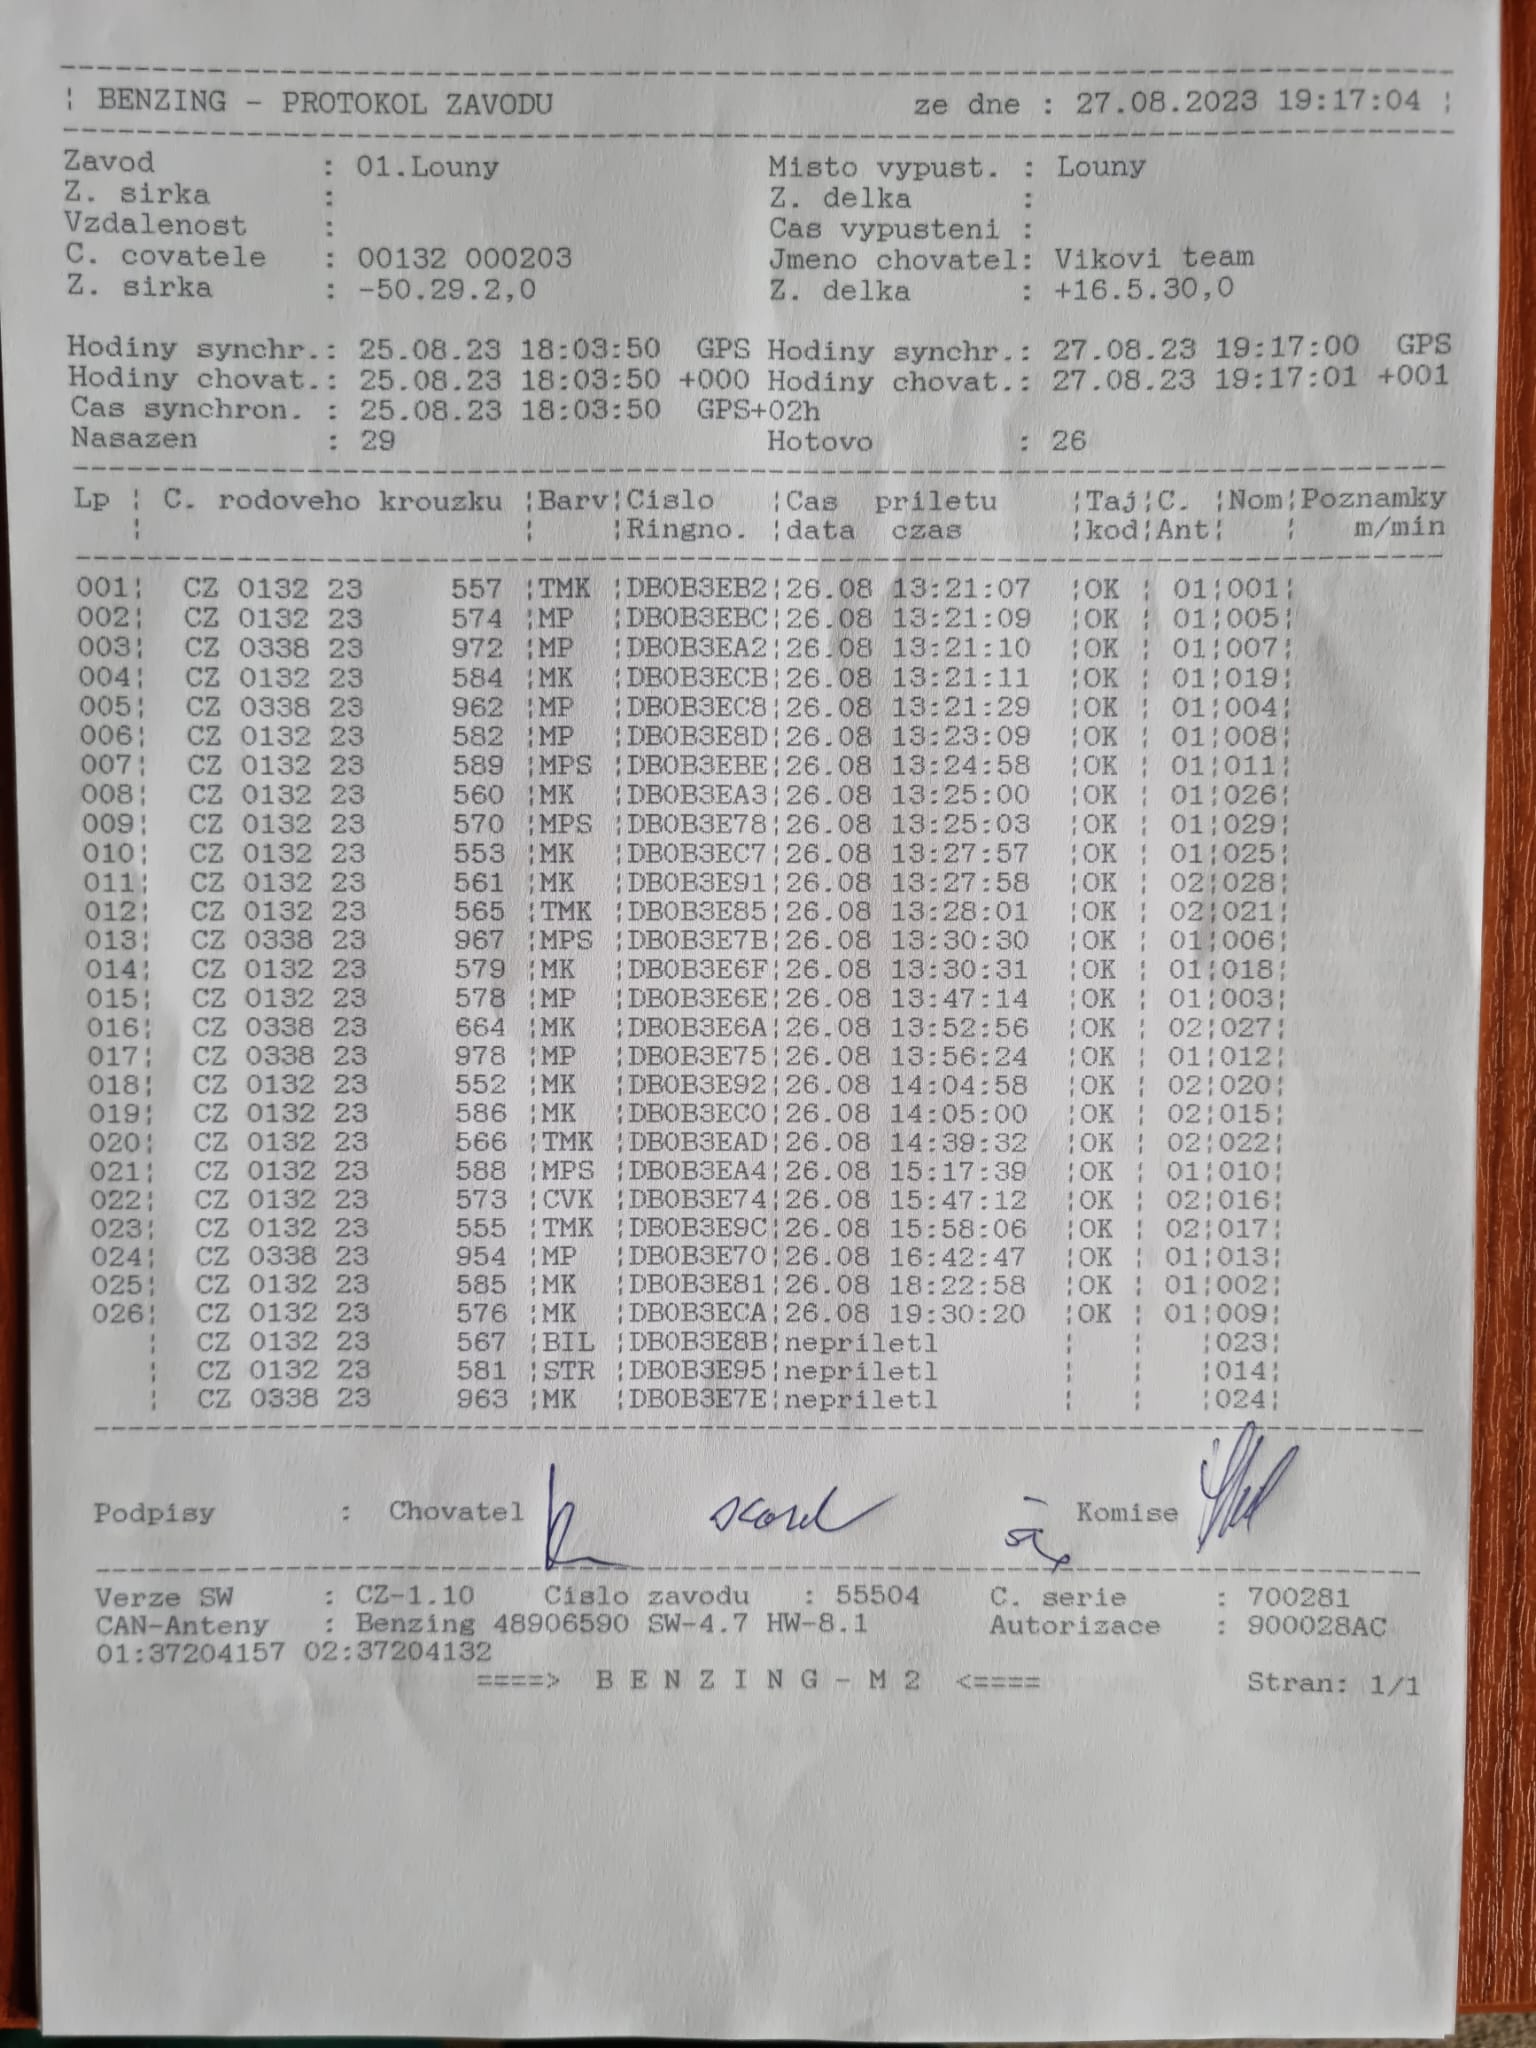 BENZING - PROTOKOL ZAVODU ze dne : 27.08.2023 19:17:04
Zavod : 01.Louny Misto vypust. : Louny
Z. sirka : Z. delka :
Vzdalenost : Cas vypusteni :
C. covatele : 00132 000203 Jmeno chovatel: Vikovi team
Z. sirka : -50.29.2,0 Z. delka : +16.5.30,0
Hodiny synchr.: 25.08.23 18:03:50 GPS Hodiny synchr.: 27.08.23 19:17:00 GPS
Hodiny chovat.: 25.08.23 18:03:50 +000 Hodiny chovat.: 27.08.23 19:17:01 +001
Cas synchron. : 25.08.23 18:03:50 GPS+02h
Nasazen : 29 Hotovo : 26
Lp ¦ C. rodoveho krouzku ¦Barv¦Cislo ¦Cas priletu ¦Taj¦C. ¦Nom¦Poznamky
¦ ¦ ¦Ringno. ¦data czas ¦kod¦Ant¦ ¦ m/min
001¦ CZ 0132 23 557 ¦TMK ¦DB0B3EB2¦26.08 13:21:07 ¦OK ¦ 01¦001¦
002¦ CZ 0132 23 574 ¦MP ¦DB0B3EBC¦26.08 13:21:09 ¦OK ¦ 01¦005¦
003¦ CZ 0338 23 972 ¦MP ¦DB0B3EA2¦26.08 13:21:10 ¦OK ¦ 01¦007¦
004¦ CZ 0132 23 584 ¦MK ¦DB0B3ECB¦26.08 13:21:11 ¦OK ¦ 01¦019¦
005¦ CZ 0338 23 962 ¦MP ¦DB0B3EC8¦26.08 13:21:29 ¦OK ¦ 01¦004¦
006¦ CZ 0132 23 582 ¦MP ¦DB0B3E8D¦26.08 13:23:09 ¦OK ¦ 01¦008¦
007¦ CZ 0132 23 589 ¦MPS ¦DB0B3EBE¦26.08 13:24:58 ¦OK ¦ 01¦011¦
008¦ CZ 0132 23 560 ¦MK ¦DB0B3EA3¦26.08 13:25:00 ¦OK ¦ 01¦026¦
009¦ CZ 0132 23 570 ¦MPS ¦DB0B3E78¦26.08 13:25:03 ¦OK ¦ 01¦029¦
010¦ CZ 0132 23 553 ¦MK ¦DB0B3EC7¦26.08 13:27:57 ¦OK ¦ 01¦025¦
011¦ CZ 0132 23 561 ¦MK ¦DB0B3E91¦26.08 13:27:58 ¦OK ¦ 02¦028¦
012¦ CZ 0132 23 565 ¦TMK ¦DB0B3E85¦26.08 13:28:01 ¦OK ¦ 02¦021¦
013¦ CZ 0338 23 967 ¦MPS ¦DB0B3E7B¦26.08 13:30:30 ¦OK ¦ 01¦006¦
014¦ CZ 0132 23 579 ¦MK ¦DB0B3E6F¦26.08 13:30:31 ¦OK ¦ 01¦018¦
015¦ CZ 0132 23 578 ¦MP ¦DB0B3E6E¦26.08 13:47:14 ¦OK ¦ 01¦003¦
016¦ CZ 0338 23 664 ¦MK ¦DB0B3E6A¦26.08 13:52:56 ¦OK ¦ 02¦027¦
017¦ CZ 0338 23 978 ¦MP ¦DB0B3E75¦26.08 13:56:24 ¦OK ¦ 01¦012¦
018¦ CZ 0132 23 552 ¦MK ¦DB0B3E92¦26.08 14:04:58 ¦OK ¦ 02¦020¦
019¦ CZ 0132 23 586 ¦MK ¦DB0B3EC0¦26.08 14:05:00 ¦OK ¦ 02¦015¦
020¦ CZ 0132 23 566 ¦TMK ¦DB0B3EAD¦26.08 14:39:32 ¦OK ¦ 02¦022¦
021¦ CZ 0132 23 588 ¦MPS ¦DB0B3EA4¦26.08 15:17:39 ¦OK ¦ 01¦010¦
022¦ CZ 0132 23 573 ¦CVK ¦DB0B3E74¦26.08 15:47:12 ¦OK ¦ 02¦016¦
023¦ CZ 0132 23 555 ¦TMK ¦DB0B3E9C¦26.08 15:58:06 ¦OK ¦ 02¦017¦
024¦ CZ 0338 23 954 ¦MP ¦DB0B3E70¦26.08 16:42:47 ¦OK ¦ 01¦013¦
025¦ CZ 0132 23 585 ¦MK ¦DB0B3E81¦26.08 18:22:58 ¦OK ¦ 01¦002¦
026¦ CZ 0132 23 576 ¦MK ¦DB0B3ECA¦26.08 19:30:20 ¦OK ¦ 01¦009¦
¦ CZ 0132 23 567 ¦BIL ¦DB0B3E8B¦nepriletl ¦ ¦ ¦023¦
¦ CZ 0132 23 581 ¦STR ¦DB0B3E95¦nepriletl ¦ ¦ ¦014¦
¦ CZ 0338 23 963 ¦MK ¦DB0B3E7E¦nepriletl ¦ ¦ ¦024¦
Podpisy : Chovatel Komise
Verze SW : CZ-1.10 Cislo zavodu : 55504 C. serie : 700281
CAN-Anteny : Benzing 48906590 SW-4.7 HW-8.1 Autorizace : 900028AC
01:37204157 02:37204132
====> B E N Z I N G - M 2 <==== Stran: 1/1